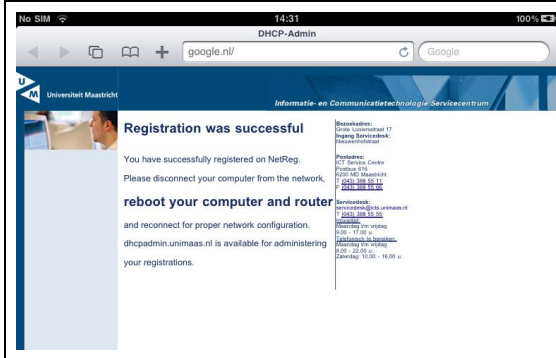 No SIM
14:31
100%
DHCP-Admin
google.nl/
Google
U
M
Universiteit Maastricht
Informatie- en Communicatietechnologie Servicecentrum
Registration was successful
You have successfully registered on NetReg.
Please disconnect your computer from the network,
reboot your computer and router
and reconnect for proper network configuration.
dhcpadmin.unimaas.nl is available for administering
your registrations.
Bezoekadres:
Grote Looiersstraat 17
Ingang Servicedesk:
Nieuwenhofstraat
Postadres:
ICT Service Centre
Postbus 616
6200 MD Maastricht
T (043) 388 55 11
F (043) 388 55 66
Servicedesk:
servicedesk@icts.unimaas.nl
T (043) 388 55 55
Inlooptijd:
Maandag t/m vrijdag
9.00 - 17.00 u.
Telefonisch te bereiken:
Maandag t/m vrijdag
8.00 - 22.00 u.
Zaterdag: 10.00 - 16.00 u.